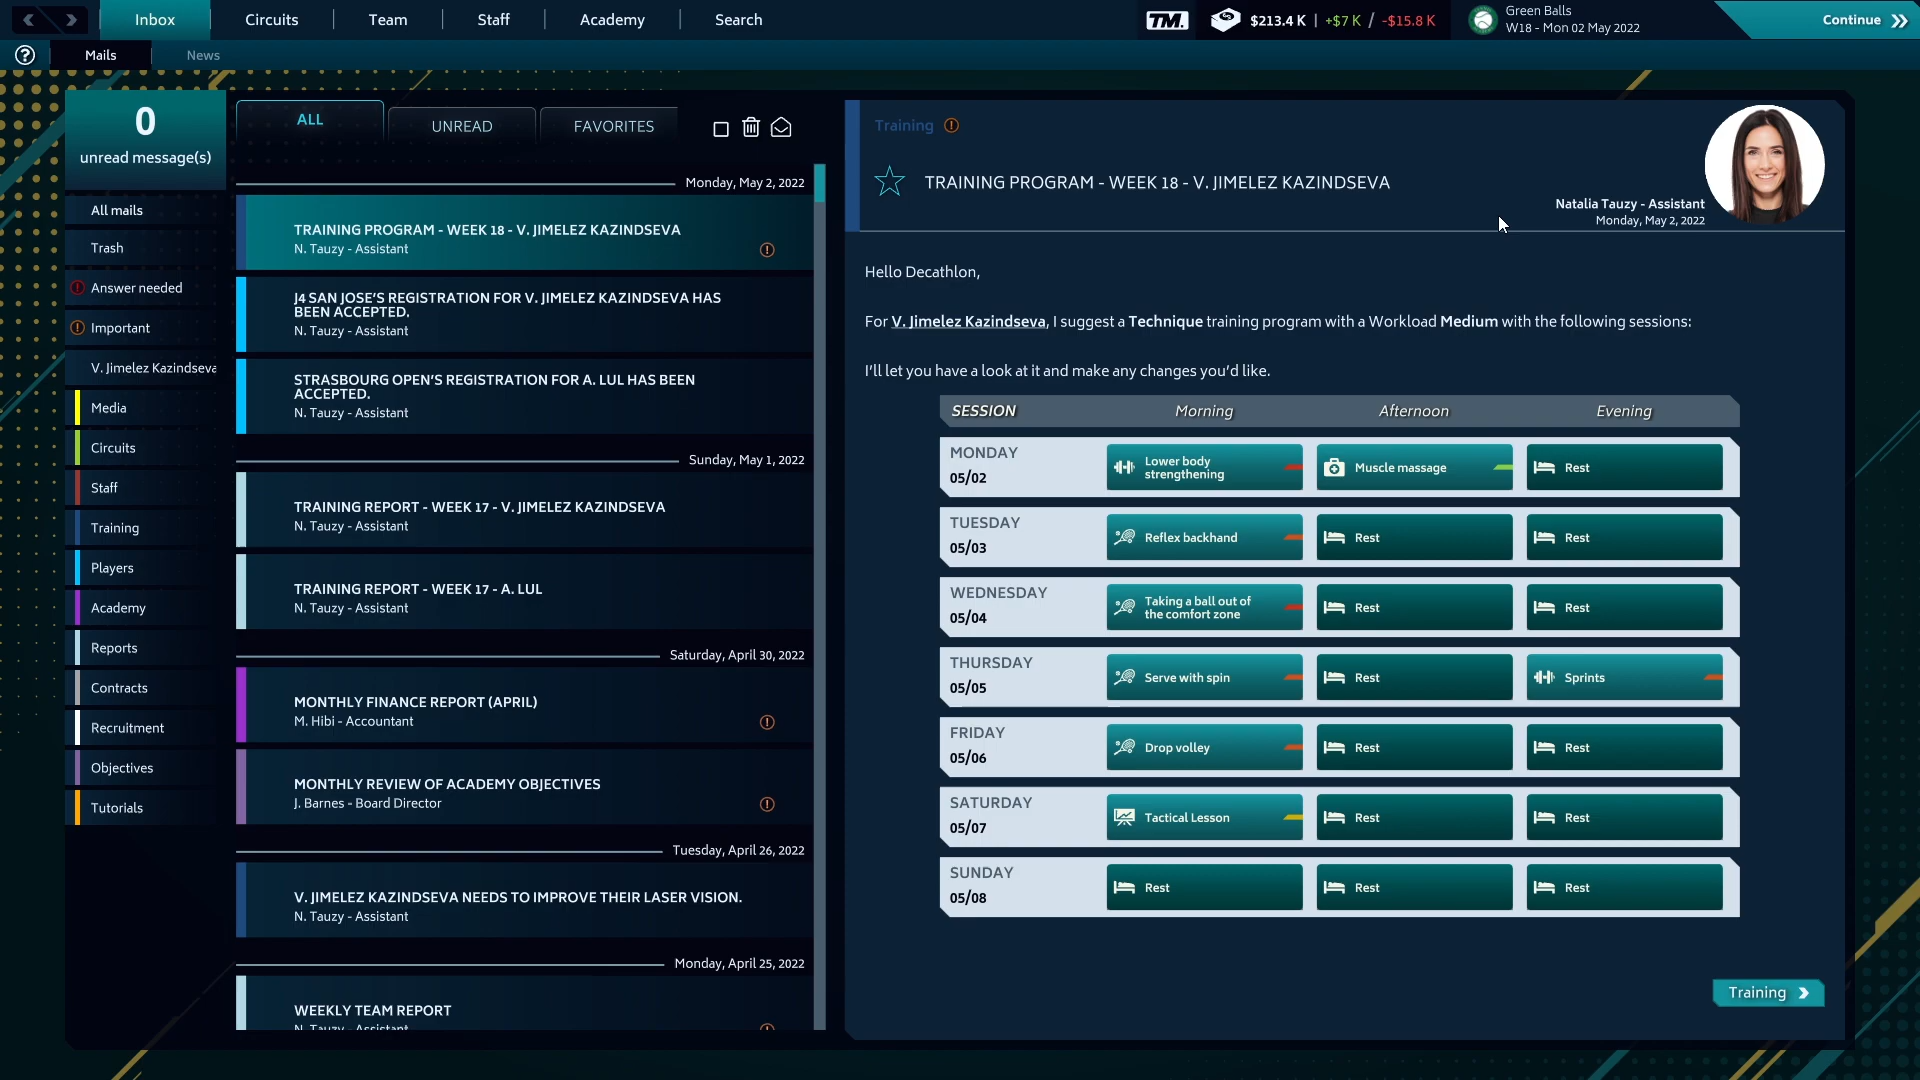 Inbox
Circuits
Team
Staff
Academy
Search
TM.
$213.4 K | +$7 K / -$15.8 K
Green Balls
W18 - Mon 02 May 2022
Continue
?
Mails
News
0
unread message(s)
All mails
Trash
Answer needed
Important
V. Jimelez Kazindseva
Media
Circuits
Staff
Training
Players
Academy
Reports
Contracts
Recruitment
Objectives
Tutorials
ALL
UNREAD
FAVORITES
Monday, May 2, 2022
TRAINING PROGRAM - WEEK 18 - V. JIMELEZ KAZINDSEVA
N. Tauzy - Assistant
J4 SAN JOSE'S REGISTRATION FOR V. JIMELEZ KAZINDSEVA HAS
BEEN ACCEPTED.
N. Tauzy - Assistant
STRASBOURG OPEN'S REGISTRATION FOR A. LUL HAS BEEN
ACCEPTED.
N. Tauzy - Assistant
Sunday, May 1, 2022
TRAINING REPORT - WEEK 17 - V. JIMELEZ KAZINDSEVA
N. Tauzy - Assistant
TRAINING REPORT - WEEK 17 - A. LUL
N. Tauzy - Assistant
Saturday, April 30, 2022
MONTHLY FINANCE REPORT (APRIL)
M. Hibi - Accountant
MONTHLY REVIEW OF ACADEMY OBJECTIVES
J. Barnes - Board Director
Tuesday, April 26, 2022
V. JIMELEZ KAZINDSEVA NEEDS TO IMPROVE THEIR LASER VISION.
N. Tauzy - Assistant
Monday, April 25, 2022
WEEKLY TEAM REPORT
N. Tauzy - Assistant
Training
TRAINING PROGRAM - WEEK 18 - V. JIMELEZ KAZINDSEVA
Natalia Tauzy - Assistant
Monday, May 2, 2022
Hello Decathlon,
For V. Jimelez Kazindseva, I suggest a Technique training program with a Workload Medium with the following sessions:
I'll let you have a look at it and make any changes you'd like.
SESSION Morning Afternoon Evening
MONDAY
05/02
Lower body
strengthening
Muscle massage
Rest
TUESDAY
05/03
Reflex backhand
Rest
Rest
WEDNESDAY
05/04
Taking a ball out of
the comfort zone
Rest
Rest
THURSDAY
05/05
Serve with spin
Rest
Sprints
FRIDAY
05/06
Drop volley
Rest
Rest
SATURDAY
05/07
Tactical Lesson
Rest
Rest
SUNDAY
05/08
Rest
Rest
Rest
Training